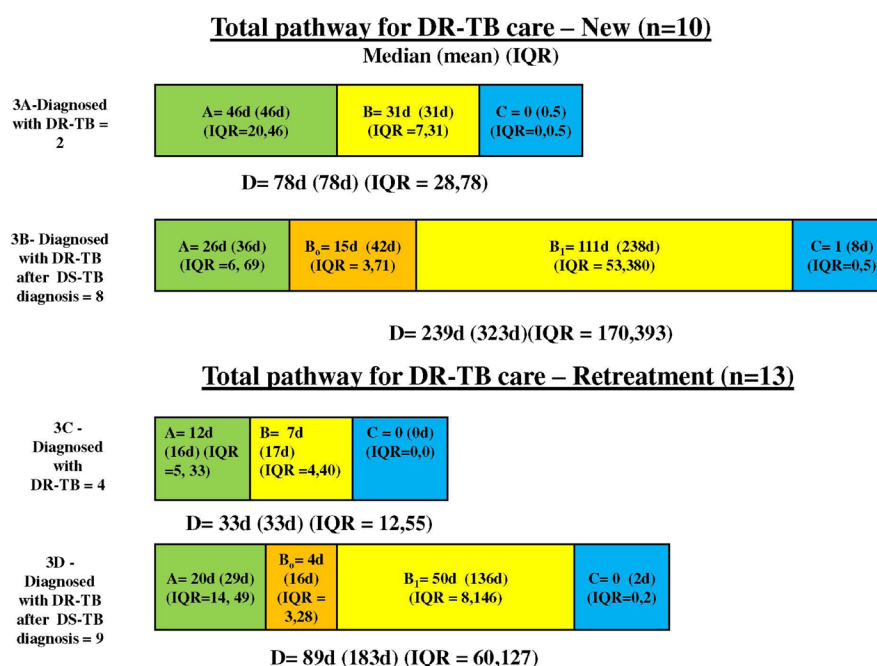 Total pathway for DR-TB care – New (n=10)
Median (mean) (IQR)
3A-Diagnosed
with DR-TB =
2
A= 46d (46d)
(IQR=20,46)
B= 31d (31d)
(IQR =7,31)
C = 0 (0.5)
(IQR=0,0.5)
D= 78d (78d) (IQR = 28,78)
3B- Diagnosed
with DR-TB
after DS-TB
diagnosis = 8
A= 26d (36d)
(IQR =6, 69)
Bo= 15d (42d)
(IQR = 3,71)
B1= 111d (238d)
(IQR = 53,380)
C= 1 (8d)
(IQR=0,5)
D= 239d (323d)(IQR = 170,393)
Total pathway for DR-TB care – Retreatment (n=13)
3C -
Diagnosed
with
DR-TB = 4
A= 12d
(16d) (IQR
=5, 33)
B= 7d
(17d)
(IQR =4,40)
C = 0 (0d)
(IQR=0,0)
D= 33d (33d) (IQR = 12,55)
3D -
Diagnosed
with DR-TB
after DS-TB
diagnosis = 9
A= 20d (29d)
(IQR=14, 49)
Bo= 4d
(16d)
(IQR =
3,28)
B1= 50d (136d)
(IQR = 8,146)
C= 0 (2d)
(IQR=0,2)
D= 89d (183d) (IQR = 60,127)